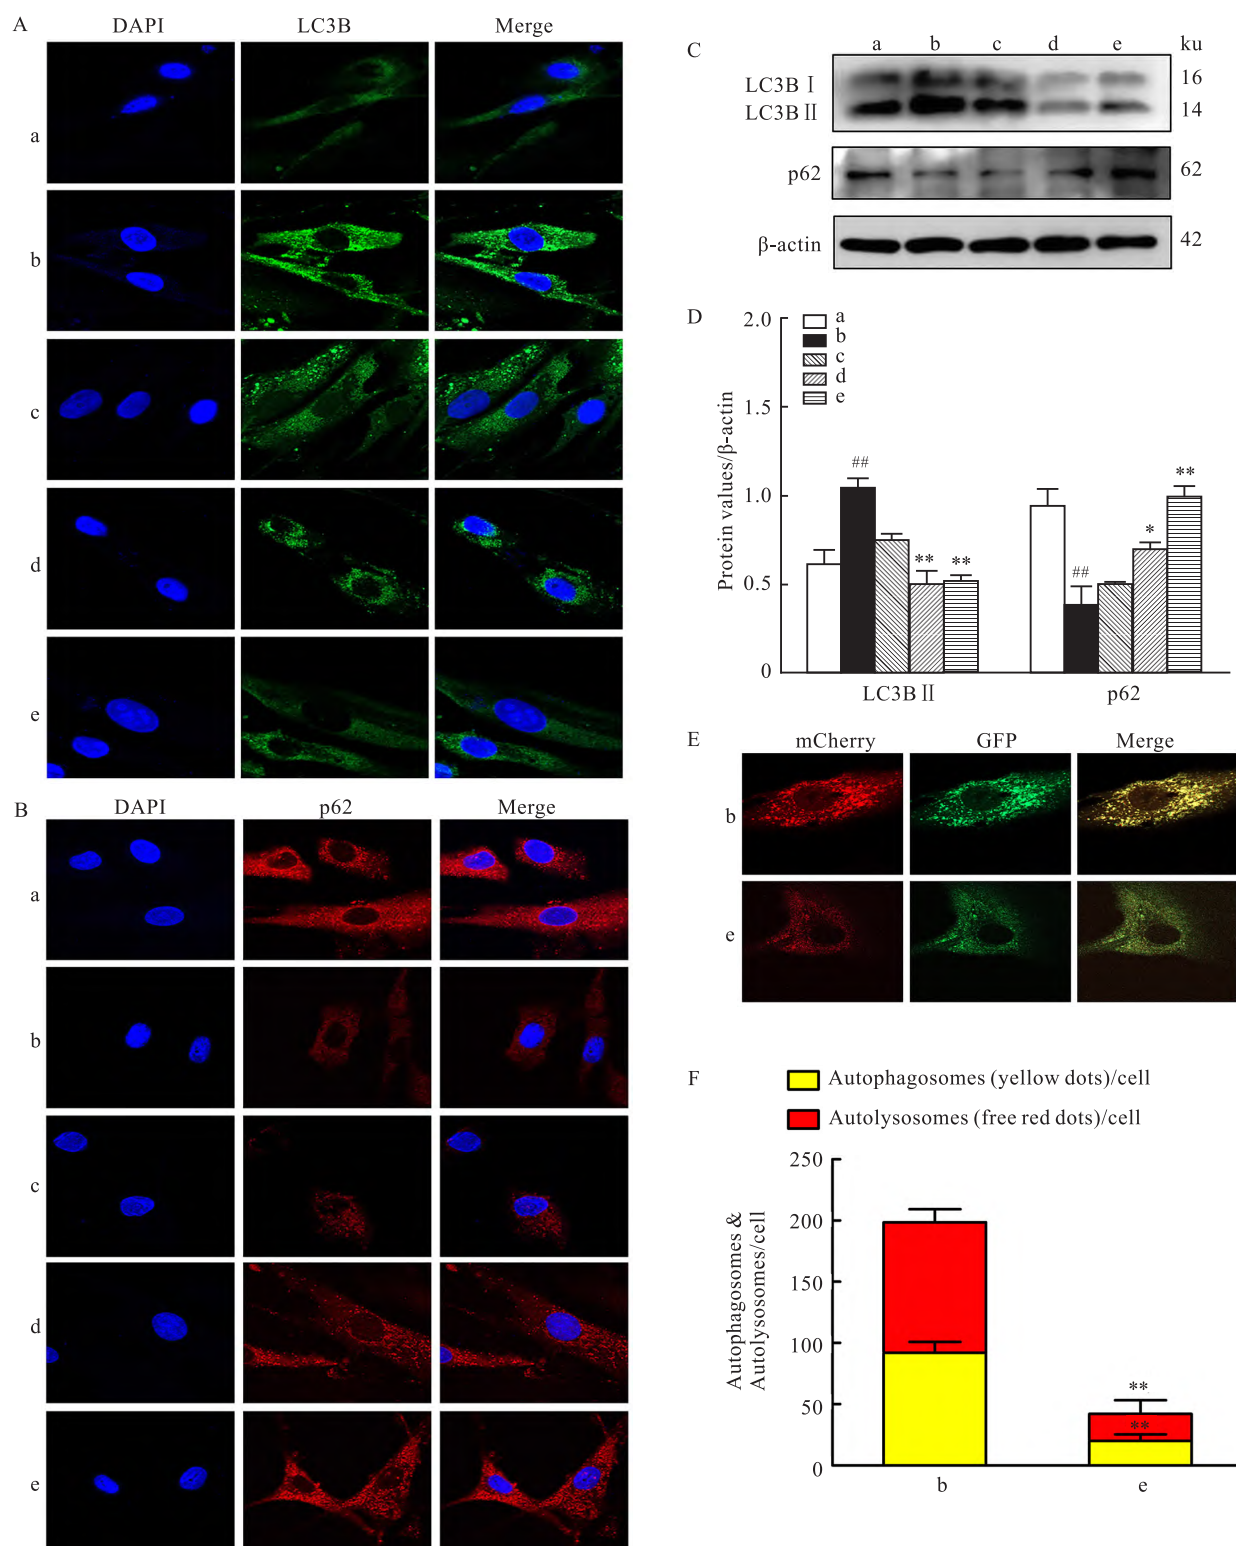 A
DAPI LC3B Merge
a
b
c
d
e
B
DAPI p62 Merge
a
b
c
d
e
C
a b c d e ku
LC3B Ⅰ 16
LC3B Ⅱ 14
p62 62
β-actin 42
D
2.0
1.5
1.0
0.5
0
Protein values/β-actin
a
b
c
d
e
##
**
**
##
*
**
LC3B Ⅱ p62
E
mCherry GFP Merge
b
e
F
Autophagosomes (yellow dots)/cell
Autolysosomes (free red dots)/cell
250
200
150
100
50
0
Autophagosomes &
Autolysosomes/cell
**
**
b e